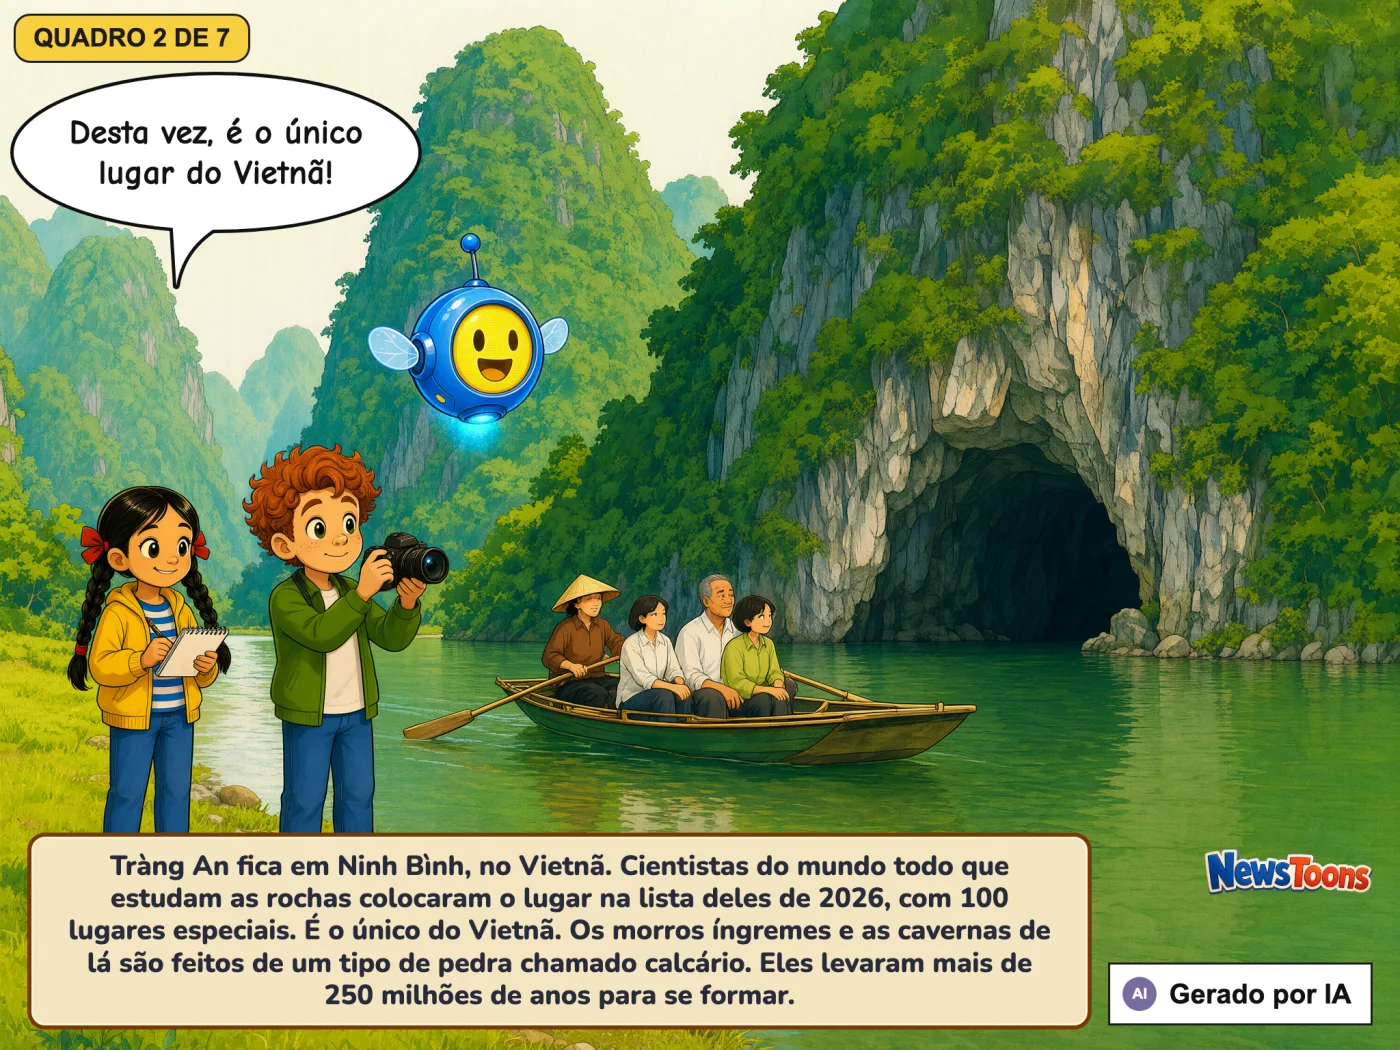 QUADRO 2 DE 7
Desta vez, é o único
lugar do Vietnã!
Tràng An fica em Ninh Bình, no Vietnã. Cientistas do mundo todo que
estudam as rochas colocaram o lugar na lista deles de 2026, com 100
lugares especiais. É o único do Vietnã. Os morros íngremes e as cavernas de
lá são feitos de um tipo de pedra chamado calcário. Eles levaram mais de
250 milhões de anos para se formar.
NewsToons
AI Gerado por IA